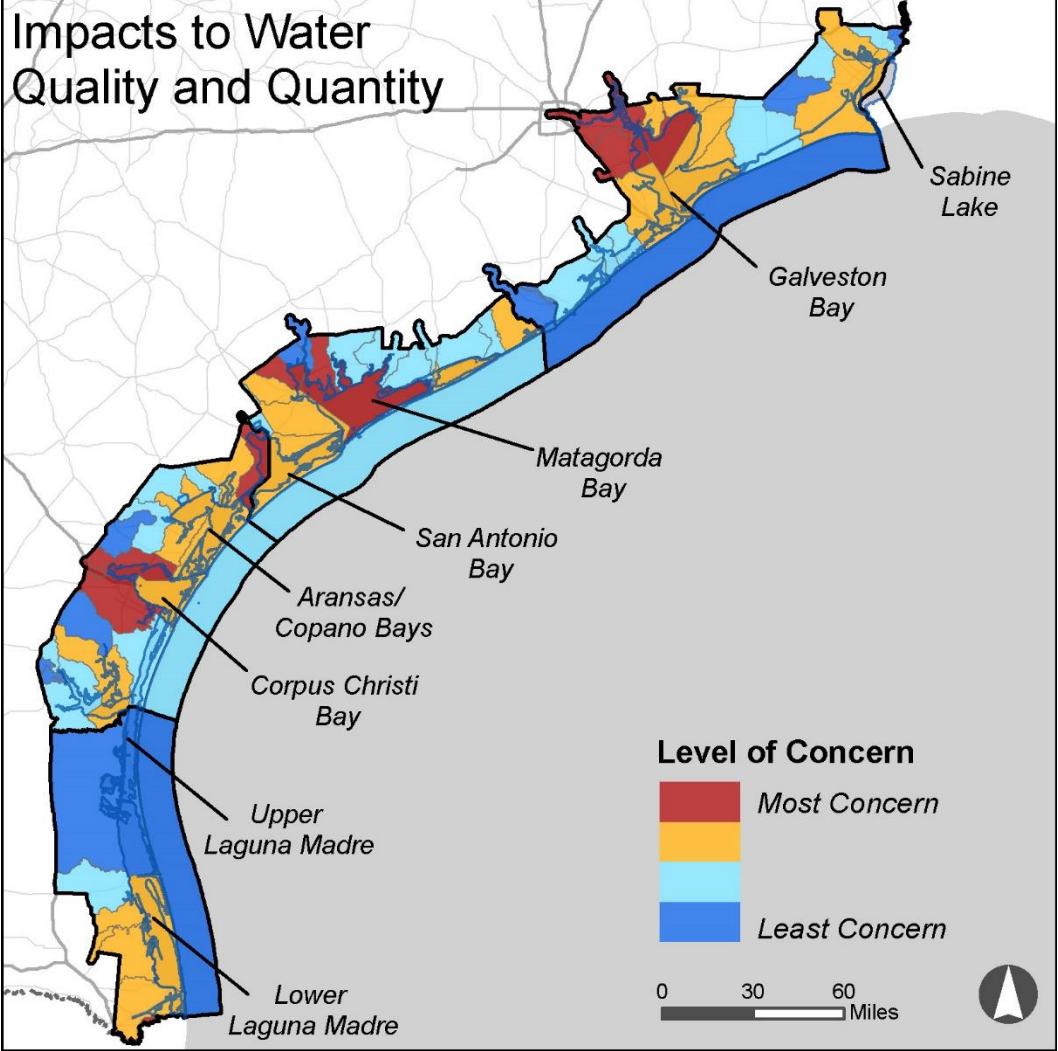 Impacts to Water
Quality and Quantity
Sabine
Lake
Galveston
Bay
Matagorda
Bay
San Antonio
Bay
Aransas/
Copano Bays
Corpus Christi
Bay
Upper
Laguna Madre
Lower
Laguna Madre
Level of Concern
Most Concern
Least Concern
0 30 60
Miles